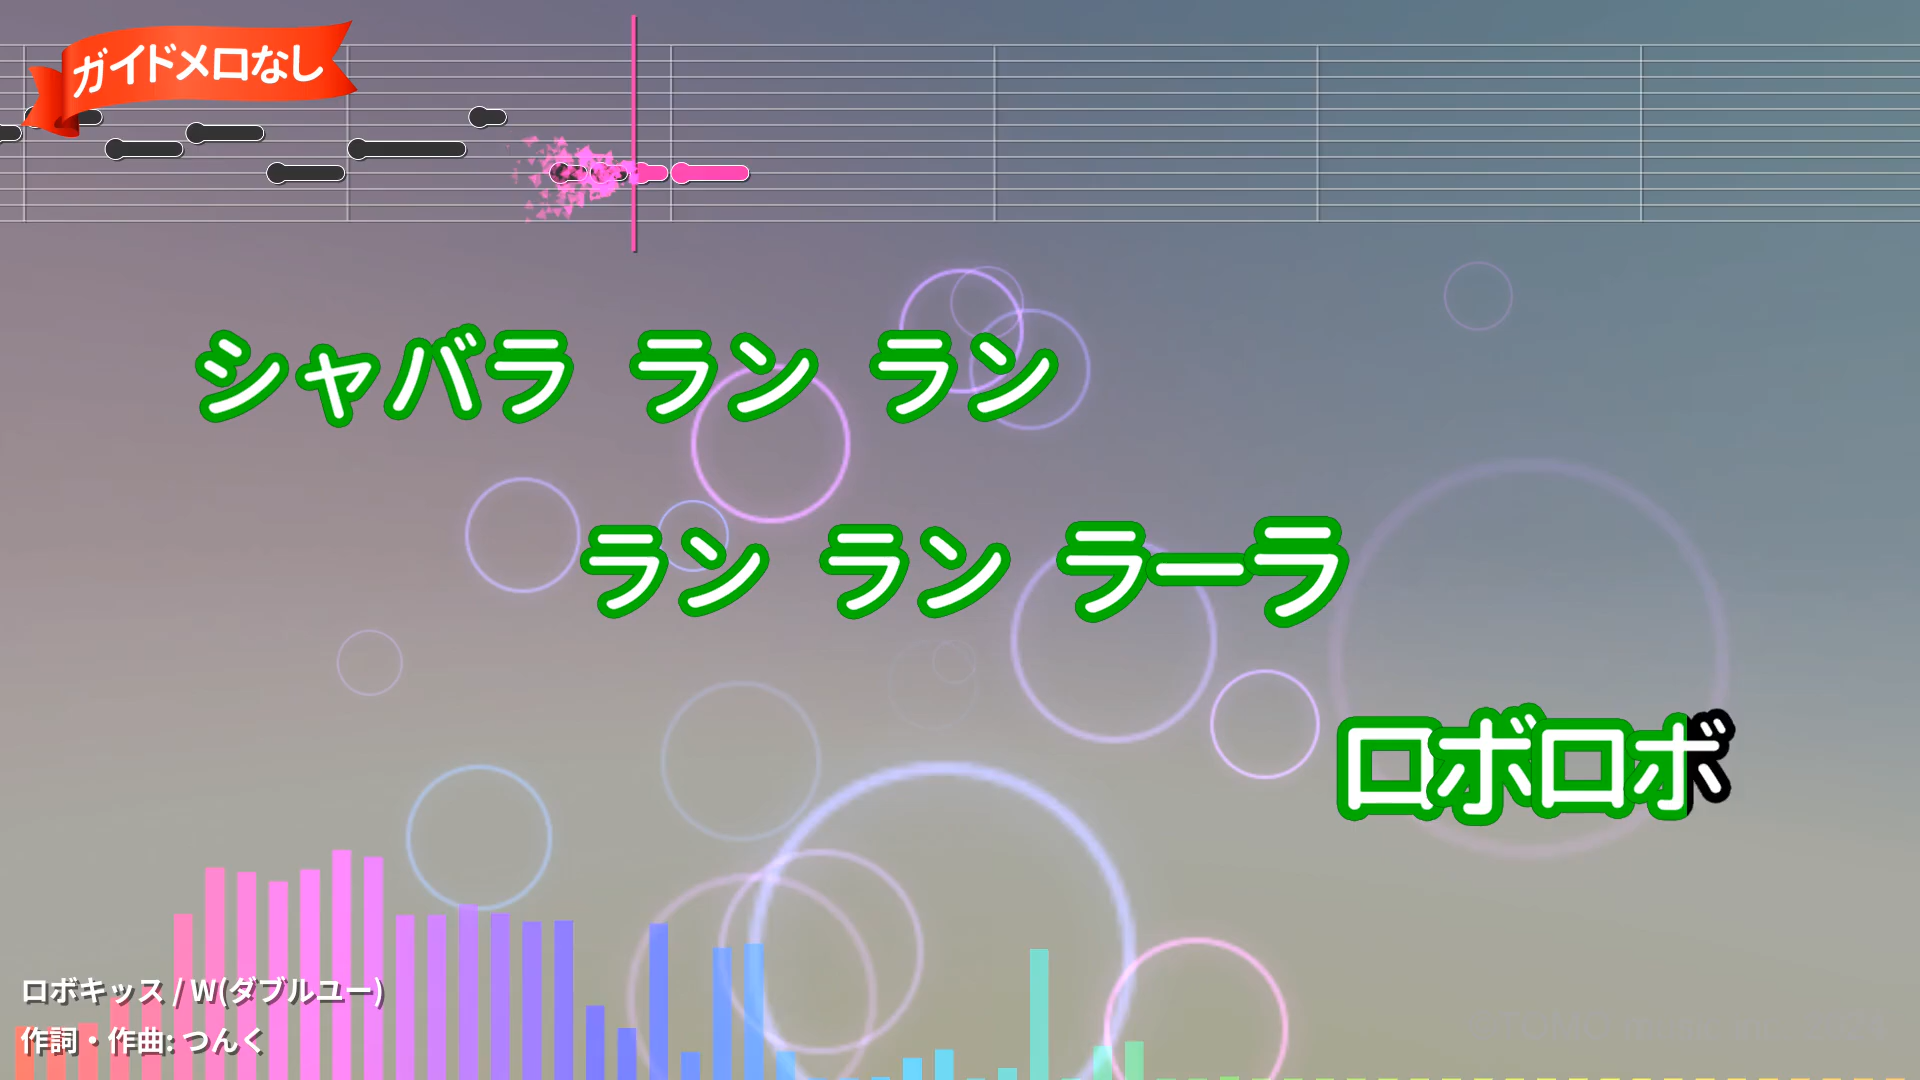 ガイドメロなし
シャバラ ラン ラン
ラン ラン ラーラ
ロボロボ
ロボキッス / W(ダブルユー)
作詞・作曲: つんく